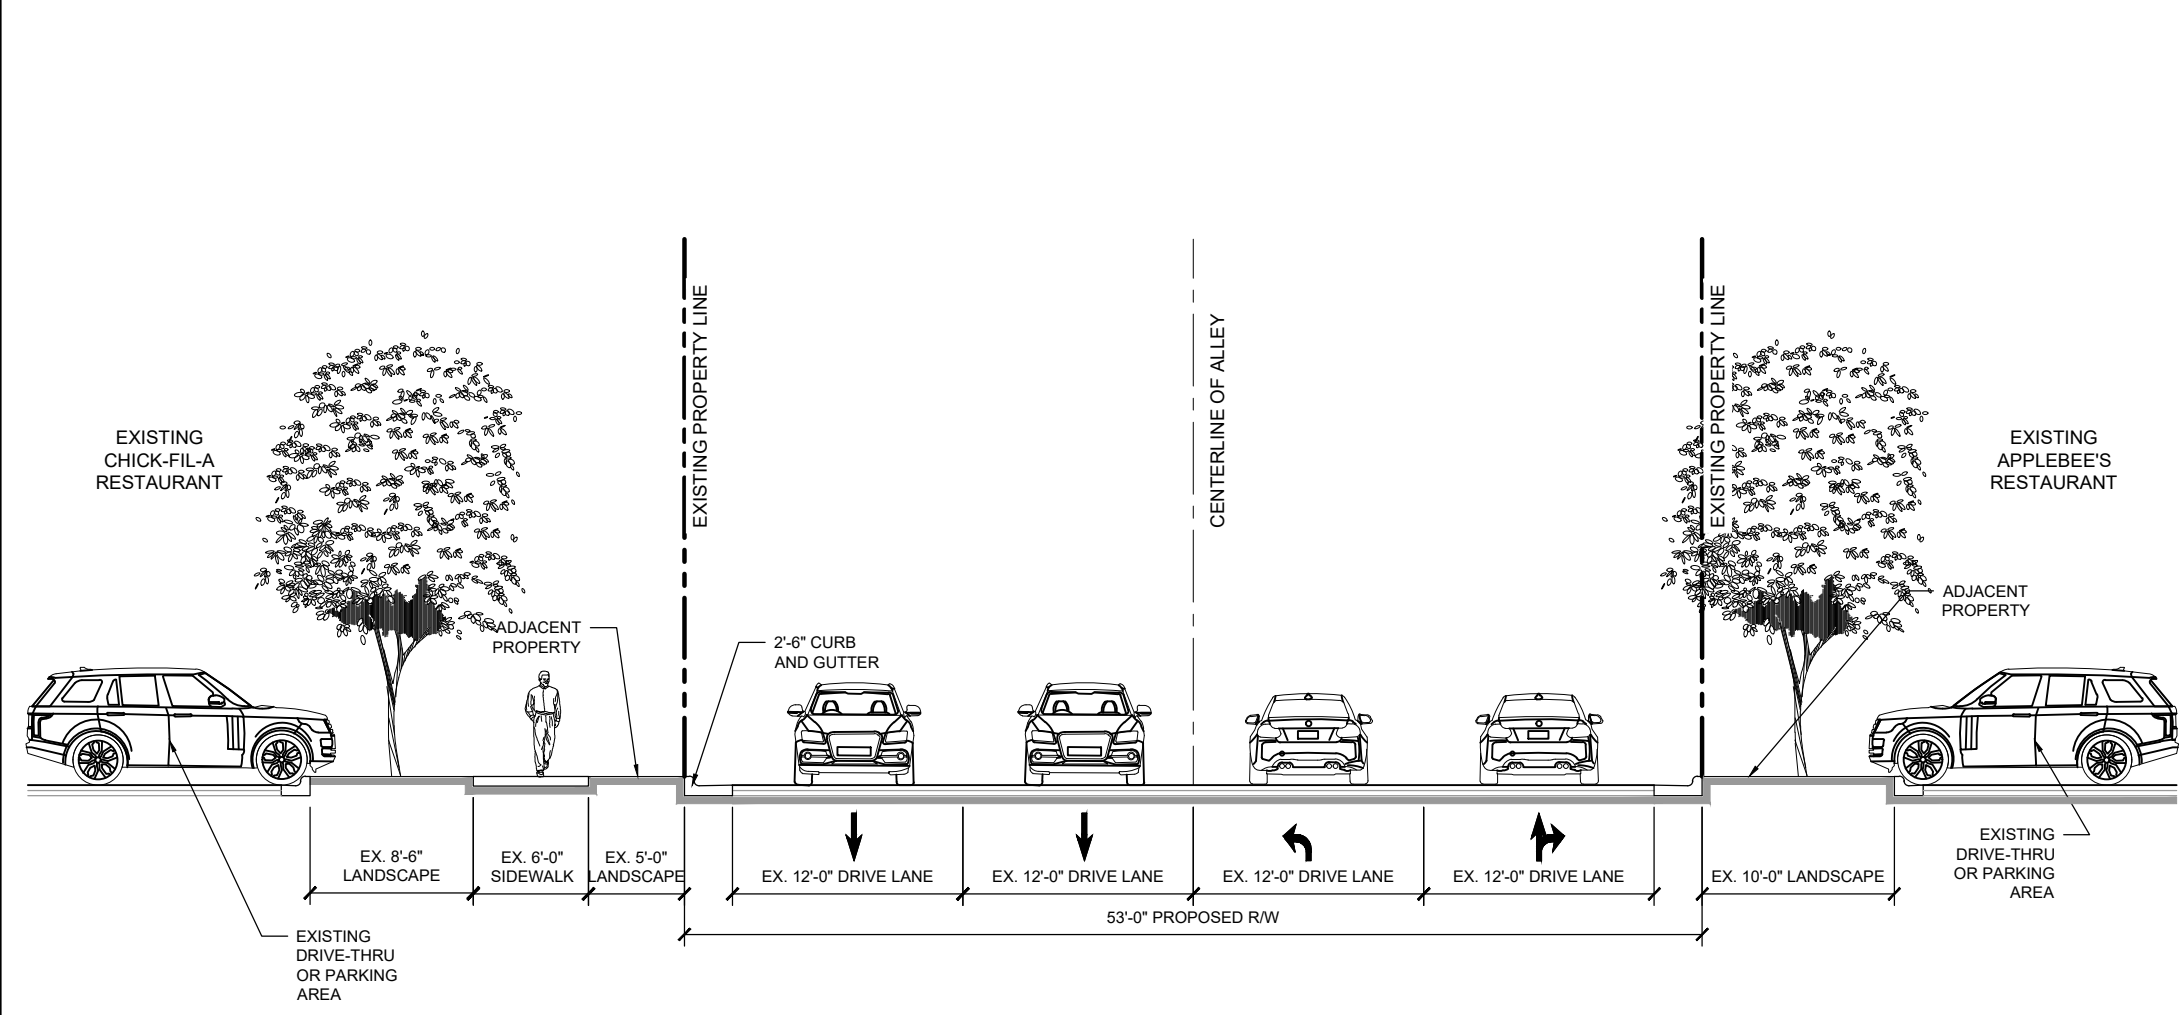 EXISTING
CHICK-FIL-A
RESTAURANT
EXISTING PROPERTY LINE
CENTERLINE OF ALLEY
EXISTING PROPERTY LINE
EXISTING
APPLEBEE'S
RESTAURANT
ADJACENT
PROPERTY
2'-6" CURB
AND GUTTER
ADJACENT
PROPERTY
EX. 8'-6"
LANDSCAPE
EX. 6'-0"
SIDEWALK
EX. 5'-0"
LANDSCAPE
EX. 12'-0" DRIVE LANE
EX. 12'-0" DRIVE LANE
EX. 12'-0" DRIVE LANE
EX. 12'-0" DRIVE LANE
EX. 10'-0" LANDSCAPE
53'-0" PROPOSED R/W
EXISTING
DRIVE-THRU
OR PARKING
AREA
EXISTING
DRIVE-THRU
OR PARKING
AREA